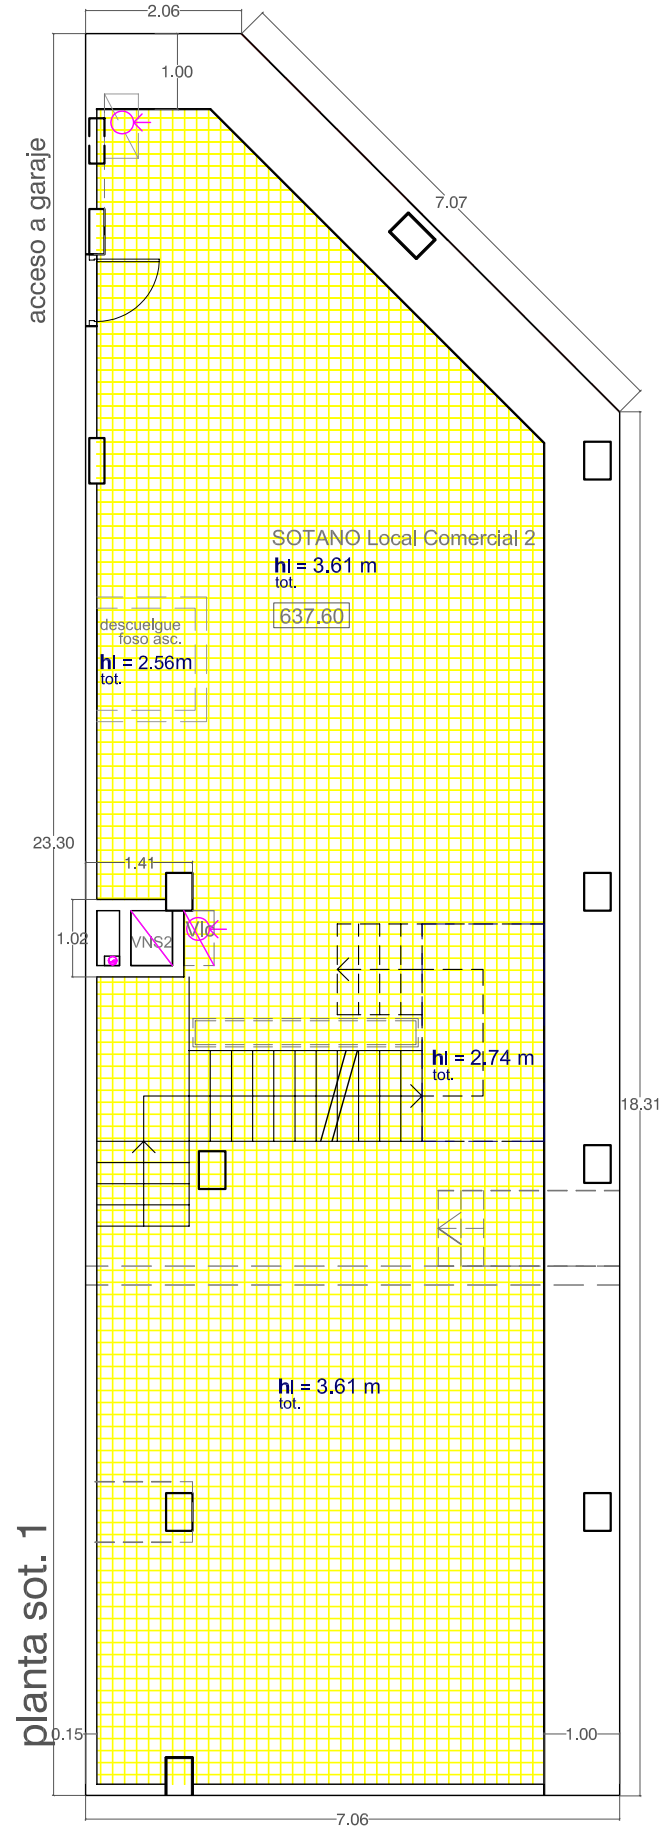 2.06
1.00
acceso a garaje
7.07
SOTANO Local Comercial 2
hl = 3.61 m
tot.
637.60
descuelgue
foso asc.
hl = 2.56m
tot.
23.30
1.41
1.02
VNS2
hl = 2.74 m
tot.
18.31
hl = 3.61 m
tot.
planta sot. 1
0.15
1.00
7.06